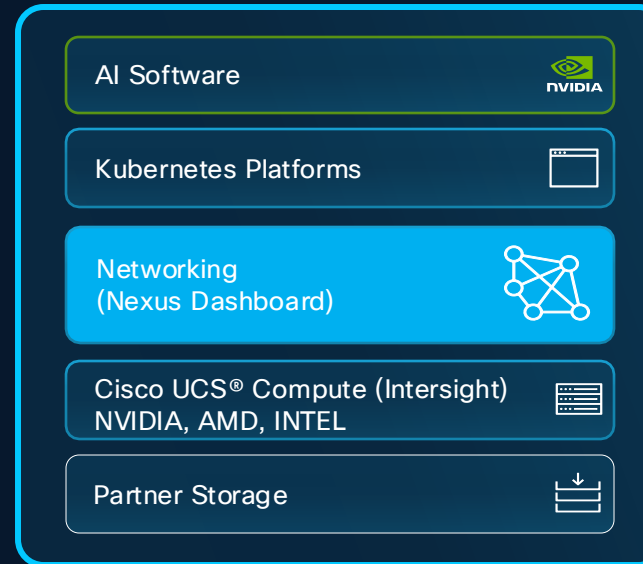 AI Software
NVIDIA
Kubernetes Platforms
Networking
(Nexus Dashboard)
Cisco UCS® Compute (Intersight)
NVIDIA, AMD, INTEL
Partner Storage